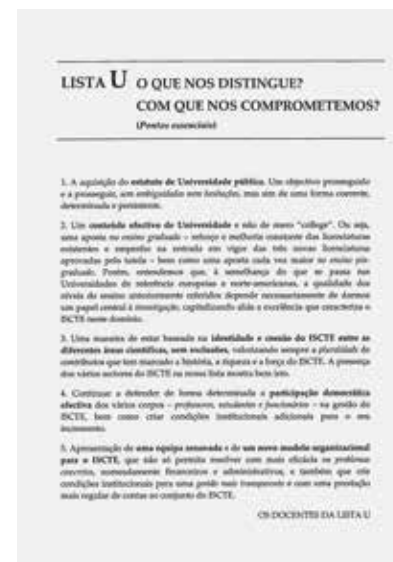 LISTA U O QUE NOS DISTINGUE?
COM QUE NOS COMPROMETEMOS?
(Pontos essenciais)
1. A aquisição do estatuto de Universidade pública. Um objectivo prosseguido
e a prosseguir, sem ambiguidades nem hesitações, mas sim de uma forma coerente,
determinada e persistente.
2. Um conteúdo efectivo de Universidade e não de mero "college". Ou seja,
uma aposta no ensino graduado – reforço e melhoria constante das licenciaturas
existentes e empenho na entrada em vigor das três novas licenciaturas
aprovadas pela tutela – bem como uma aposta cada vez maior no ensino pós-
graduado. Porém, entendemos que, à semelhança do que se passa nas
Universidades de referência europeias e norte-americanas, a qualidade dos
níveis de ensino anteriormente referidos depende necessariamente de darmos
um papel central à investigação, capitalizando aliás a excelência que caracteriza o
ISCTE neste domínio.
3. Uma maneira de estar baseada na identidade e coesão do ISCTE entre as
diferentes áreas científicas, sem exclusões, valorizando sempre a pluralidade de
contributos que tem marcado a história, a riqueza e a força do ISCTE. A presença
dos vários sectores do ISCTE na nossa lista mostra bem isto.
4. Continuar a defender de forma determinada a participação democrática
efectiva dos vários corpos – professores, estudantes e funcionários – na gestão do
ISCTE, bem como criar condições institucionais adicionais para o seu
incremento.
5. Apresentação de uma equipa renovada e de um novo modelo organizacional
para o ISCTE, que não só permita resolver com mais eficácia os problemas
concretos, nomeadamente financeiros e administrativos, e também que crie
condições institucionais para uma gestão mais transparente e com uma prestação
mais regular de contas ao conjunto do ISCTE.
OS DOCENTES DA LISTA U